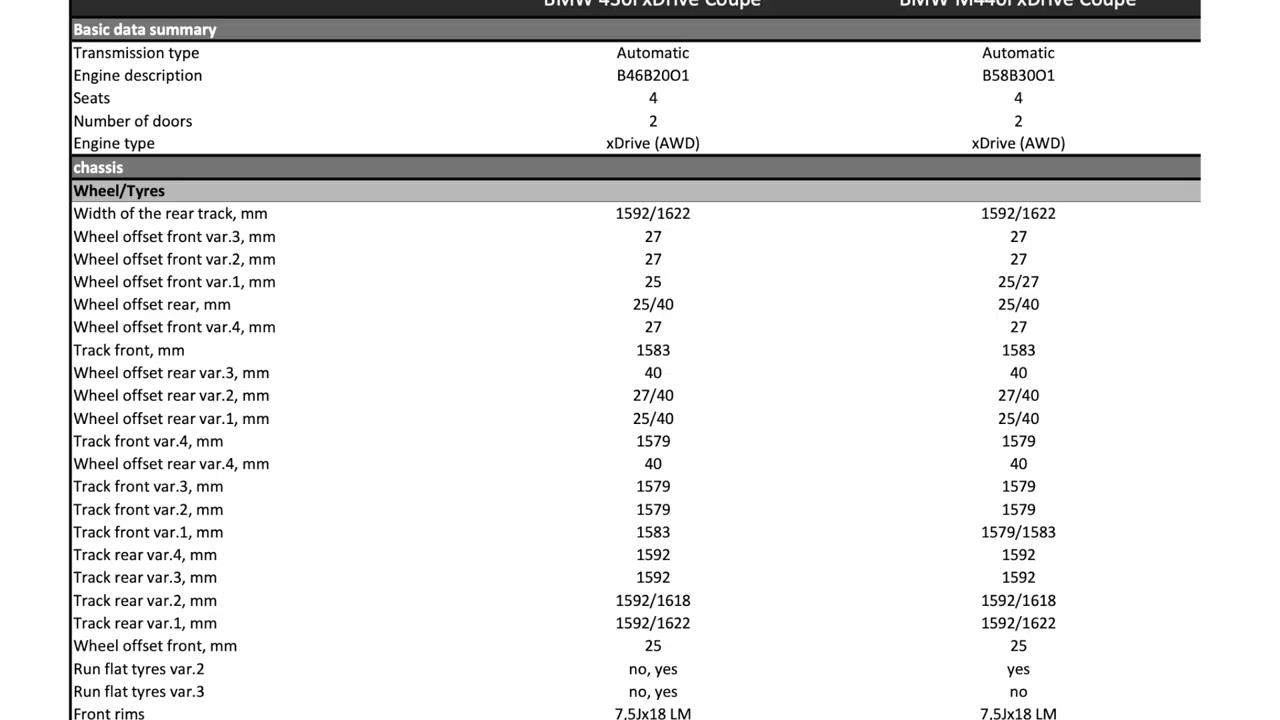 BMW 430i xDrive Coupe BMW M440i xDrive Coupe
Basic data summary
Transmission type Automatic Automatic
Engine description B46B20O1 B58B30O1
Seats 4 4
Number of doors 2 2
Engine type xDrive (AWD) xDrive (AWD)
chassis
Wheel/Tyres
Width of the rear track, mm 1592/1622 1592/1622
Wheel offset front var.3, mm 27 27
Wheel offset front var.2, mm 27 27
Wheel offset front var.1, mm 25 25/27
Wheel offset rear, mm 25/40 25/40
Wheel offset front var.4, mm 27 27
Track front, mm 1583 1583
Wheel offset rear var.3, mm 40 40
Wheel offset rear var.2, mm 27/40 27/40
Wheel offset rear var.1, mm 25/40 25/40
Track front var.4, mm 1579 1579
Wheel offset rear var.4, mm 40 40
Track front var.3, mm 1579 1579
Track front var.2, mm 1579 1579
Track front var.1, mm 1583 1579/1583
Track rear var.4, mm 1592 1592
Track rear var.3, mm 1592 1592
Track rear var.2, mm 1592/1618 1592/1618
Track rear var.1, mm 1592/1622 1592/1622
Wheel offset front, mm 25 25
Run flat tyres var.2 no, yes yes
Run flat tyres var.3 no, yes no
Front rims 7,5Jx18 LM 7,5Jx18 LM